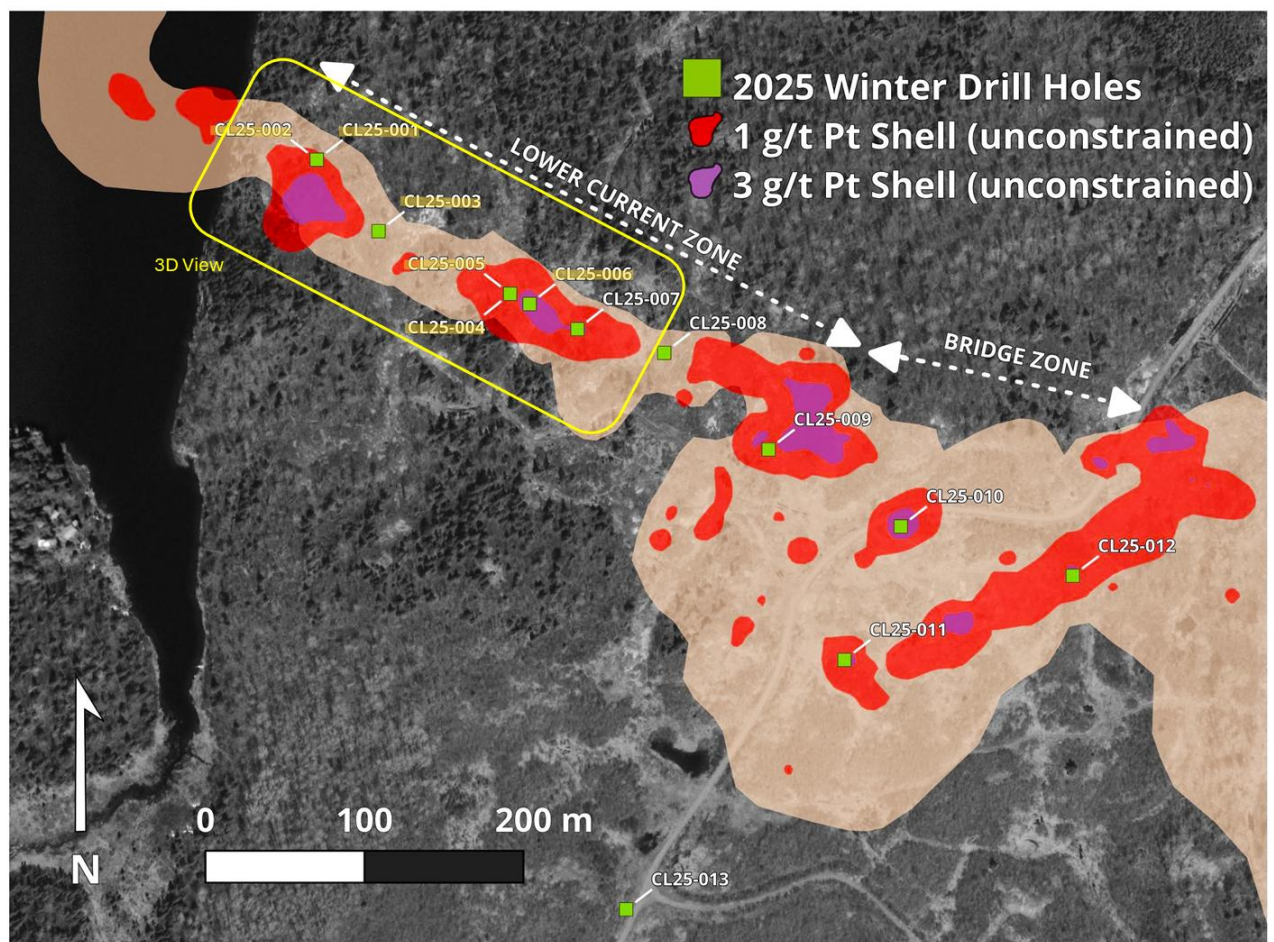 2025 Winter Drill Holes
1 g/t Pt Shell (unconstrained)
3 g/t Pt Shell (unconstrained)
LOWER CURRENT ZONE
BRIDGE ZONE
3D View
CL25-002
CL25-001
CL25-003
CL25-005
CL25-006
CL25-007
CL25-004
CL25-008
CL25-009
CL25-010
CL25-012
CL25-011
CL25-013
0 100 200 m
N